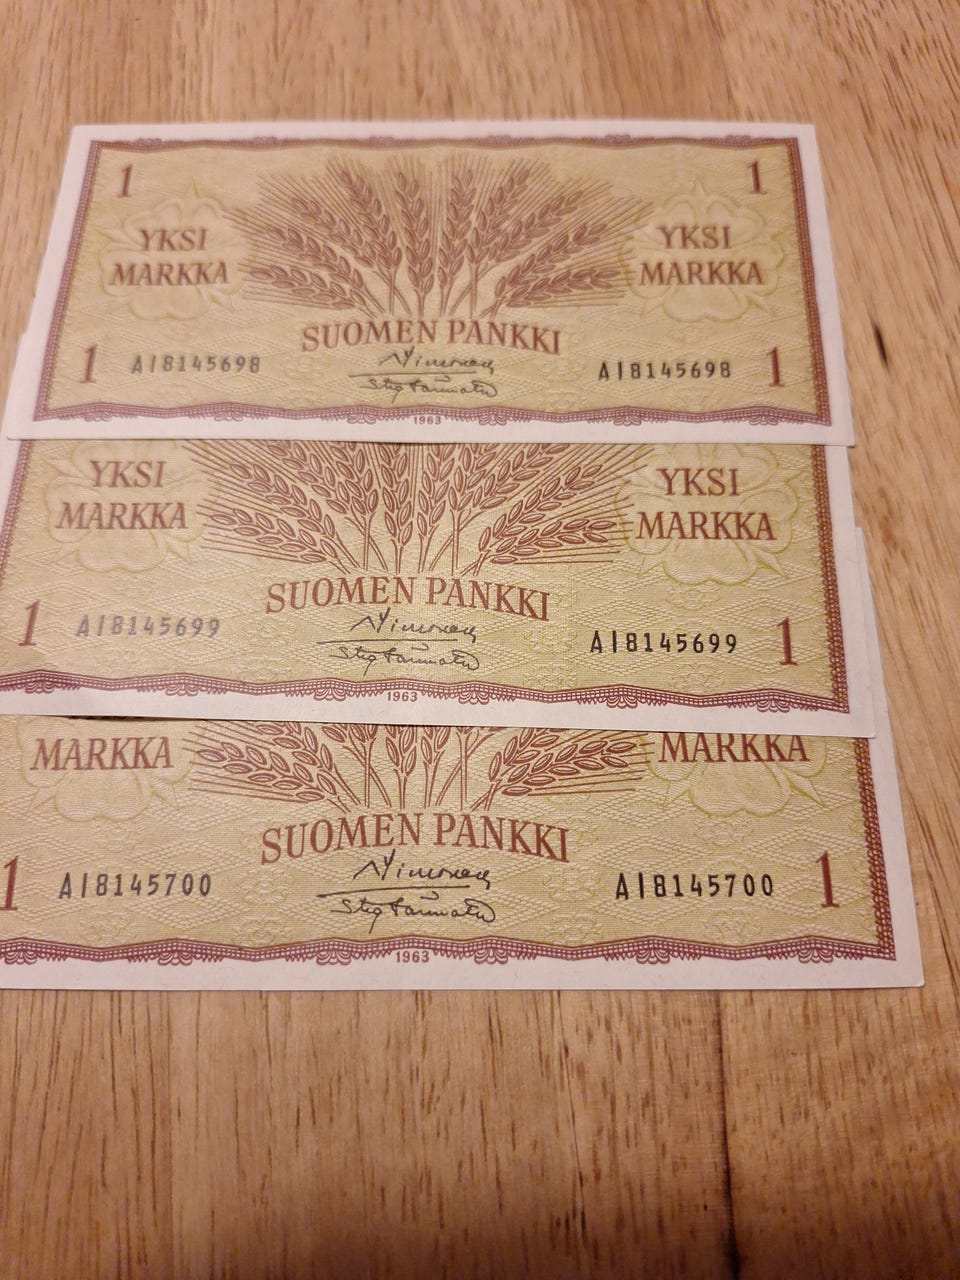 1 1
YKSI YKSI
MARKKA MARKKA
SUOMEN PANKKI
1 A18145698 A18145698 1
1963
YKSI YKSI
MARKKA MARKKA
SUOMEN PANKKI
1 A18145699 A18145699 1
1963
MARKKA MARKKA
SUOMEN PANKKI
1 A18145700 A18145700 1
1963